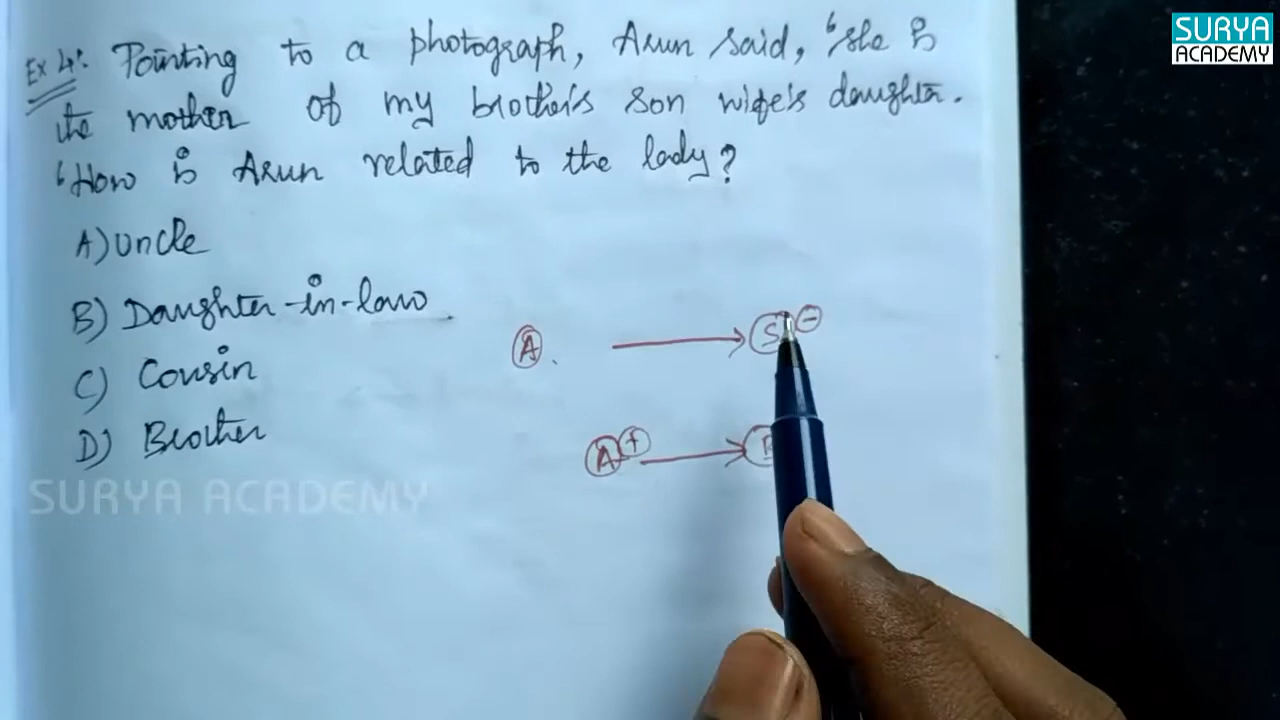 SURYA
ACADEMY
Ex 4: Pointing to a photograph, Arun said, "she is
the mother of my brother's son wife's daughter.
"How is Arun related to the lady?
A) Uncle
B) Daughter-in-law
C) Cousin
D) Brother
A → S −
A + →
SURYA ACADEMY